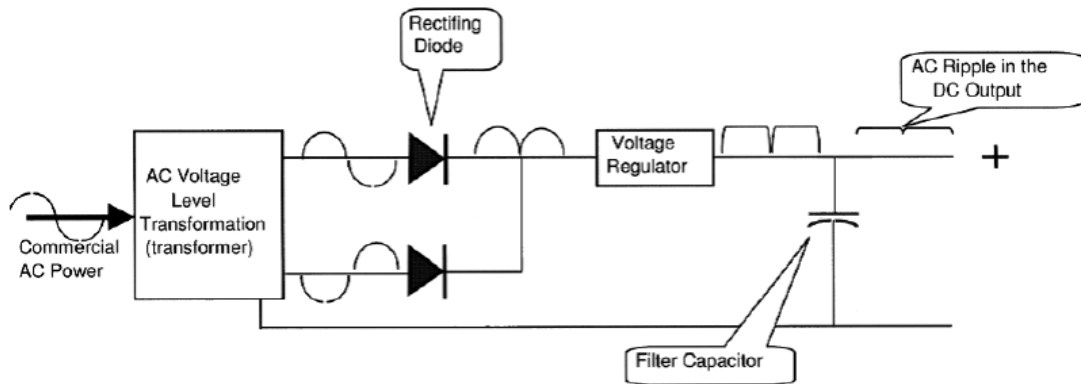 Rectifing
Diode
AC Ripple in the
DC Output
Voltage
Regulator
+
AC Voltage
Level
Transformation
(transformer)
Commercial
AC Power
Filter Capacitor